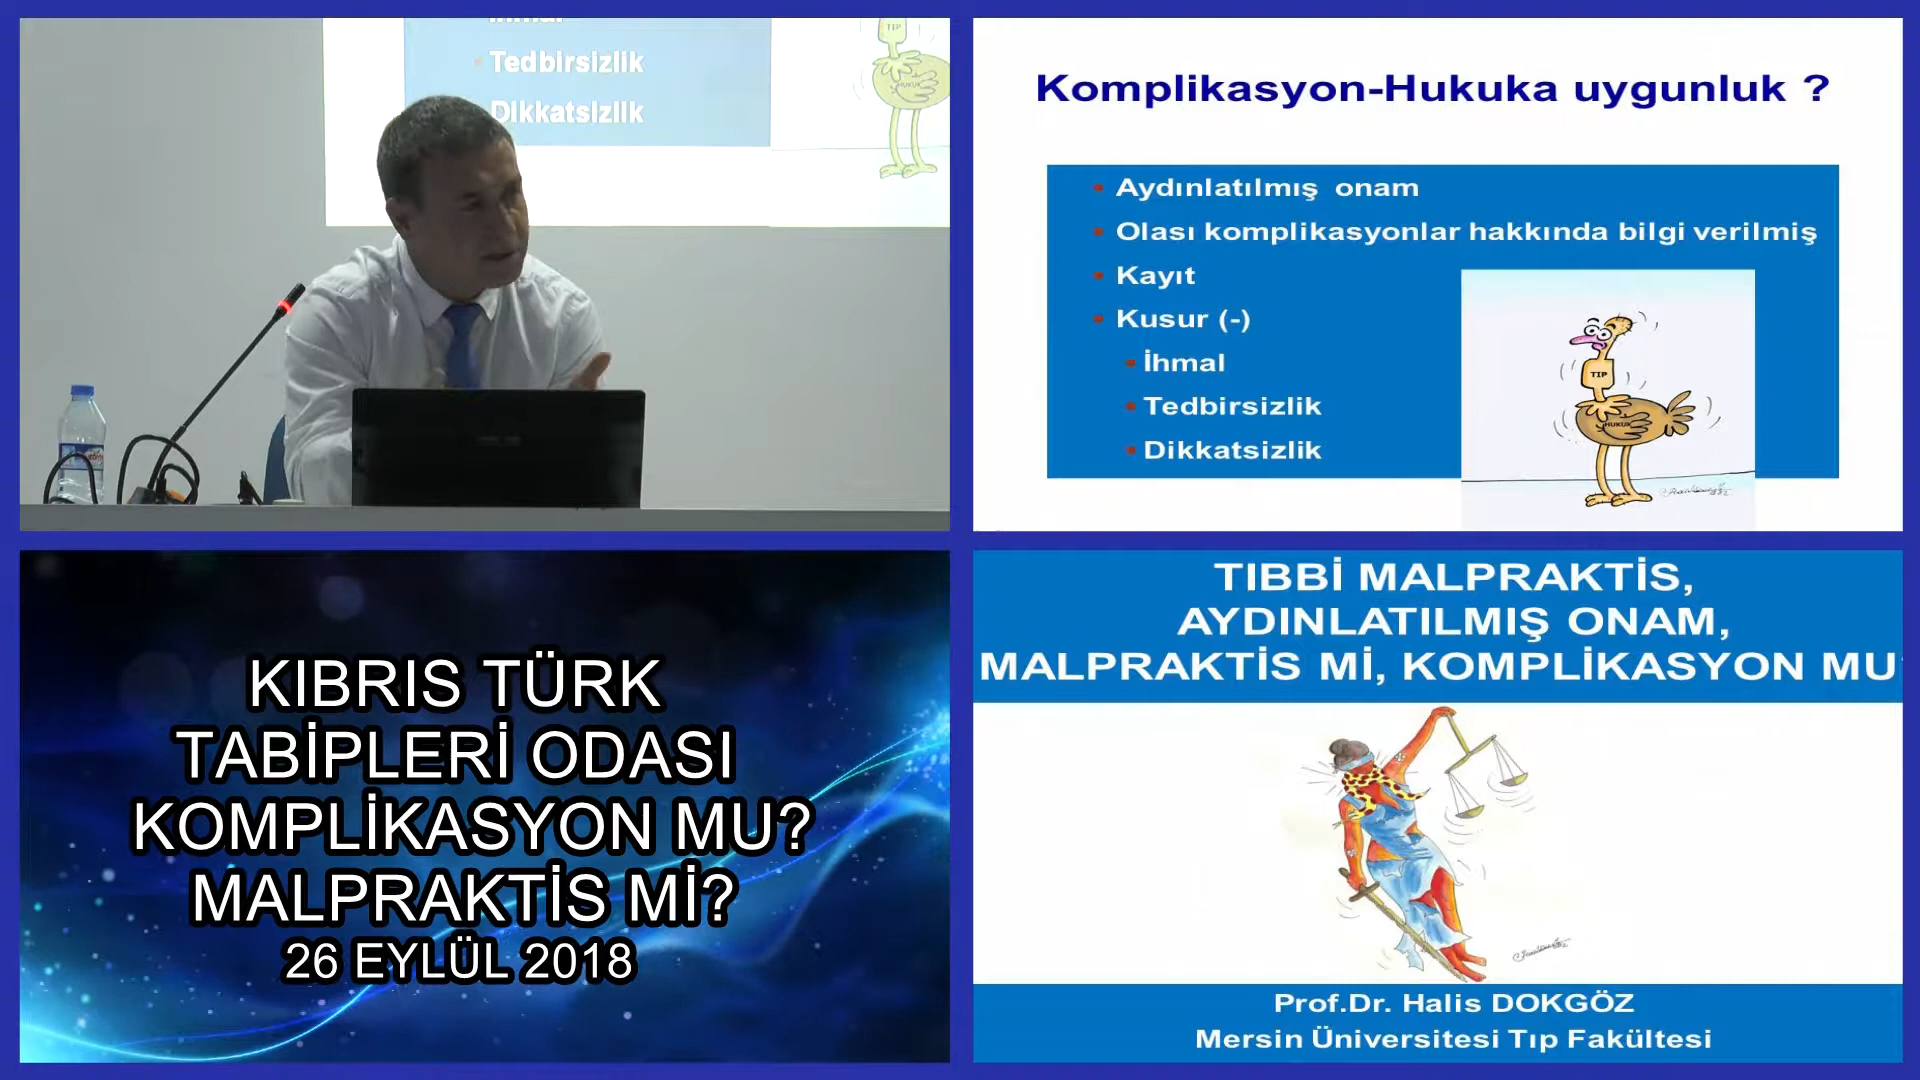 Tedbirsizlik
Dikkatsizlik
TIP
HUKUK
Komplikasyon-Hukuka uygunluk ?
Aydınlatılmış onam
Olası komplikasyonlar hakkında bilgi verilmiş
Kayıt
Kusur (-)
İhmal
Tedbirsizlik
Dikkatsizlik
TIP
HUKUK
KIBRIS TÜRK
TABİPLERİ ODASI
KOMPLİKASYON MU?
MALPRAKTİS Mİ?
26 EYLÜL 2018
TIBBİ MALPRAKTİS,
AYDINLATILMIŞ ONAM,
MALPRAKTİS Mİ, KOMPLİKASYON MU
Prof.Dr. Halis DOKGÖZ
Mersin Üniversitesi Tıp Fakültesi